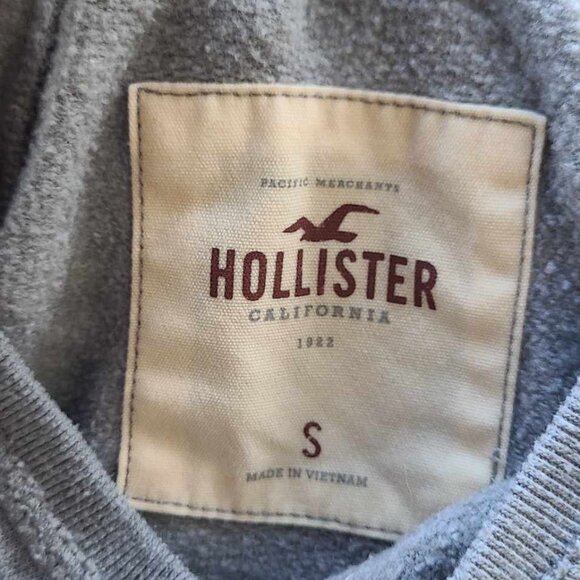 PACIFIC MERCHANTS
HOLLISTER
CALIFORNIA
1922
S
MADE IN VIETNAM